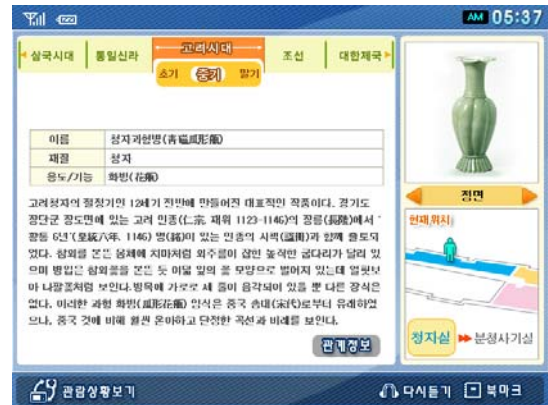 AM 05:37
삼국시대 통일신라 고려시대 조선 대한제국
초기 중기 말기
이름 청자과형병(靑磁瓜形甁)
재질 청자
용도/기능 화병(花甁)
고려청자의 절정기인 12세기 전반에 만들어진 대표적인 작품이다. 경기도
장단군 장도면에 있는 고려 인종(仁宗, 재위 1123-1146)의 장릉(長陵)에서 '
황통 6년'(皇統六年, 1146) 명(銘)이 있는 인종의 시책(諡冊)과 함께 출토되
었다. 참외를 본뜬 몸체에 치마처럼 외주름이 잡힌 높직한 굽다리가 달려 있
으며 병입은 참외꽃을 본뜬 듯 여덟 잎의 꽃 모양으로 벌어져 있는데 얼핏보
아 나팔꽃처럼 보인다.병목에 가로로 세 줄이 음각되어 있을 뿐 다른 장식은
없다. 이러한 과형 화병(瓜形花甁) 양식은 중국 송대(宋代)로부터 유래하였
으나, 중국 것에 비해 훨씬 온아하고 단정한 곡선과 비례를 보인다.
관계정보
정면
현재위치
청자실 분청사기실
관람상황보기 다시듣기 북마크